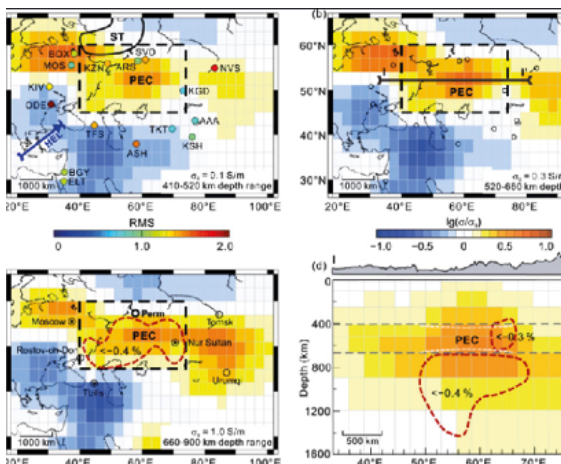 ST
BOX
SVD
MOS
KZN
ARS
NVS
PEC
KIV
KGD
ODE
AAA
HEL
TFS
TKT
KSH
ASH
BGY
ELT
1000 km
σ₀ = 0.1 S/m
410-520 km depth range
20°E 40°E 60°E 80°E 100°E
RMS
0 1.0 2.0
(b)
60°N
50°N
40°N
30°N
PEC
1000 km
σ₀ = 0.3 S/m
520-660 km depth
20°E 40°E 60°E 80°E
lg(σ/σ₀)
−1.0 −0.5 0.0 0.5 1.0
Perm
Moscow
Tomsk
PEC
Nur Sultan
Rostov-on-Don
<−0.4 %
Urumqi
1000 km
σ₀ = 1.0 S/m
660-900 km depth range
20°E 40°E 60°E 80°E 100°E
(d)
0
400
800
1200
1600
Depth [km]
PEC
<−0.3 %
<−0.4 %
500 km
40°E 50°E 60°E 70°E